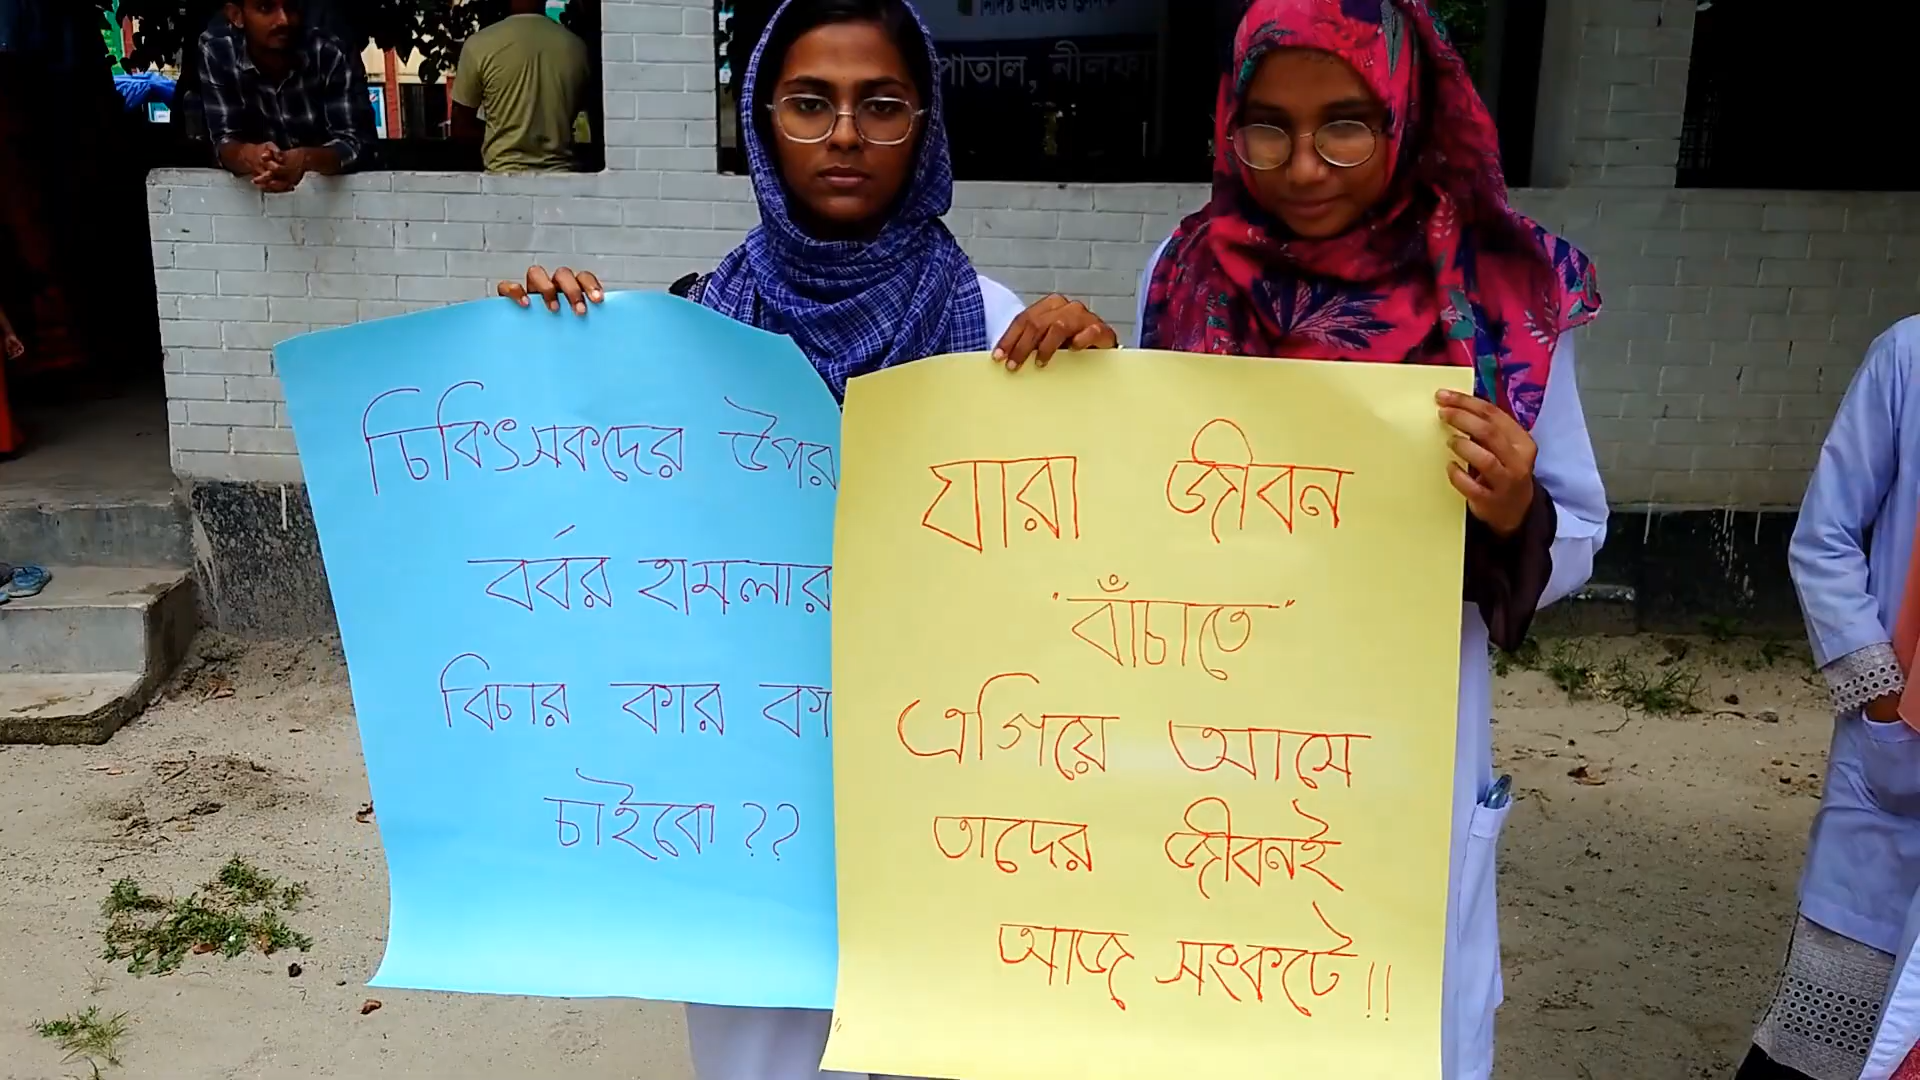 পাতাল, নীলফা
চিকিৎসকদের উপর
বর্বর হামলার
বিচার কার কা
চাইবো ??
যারা জীবন
"বাঁচাতে"
এগিয়ে আসে
তাদের জীবনই
আজ সংকটে !!